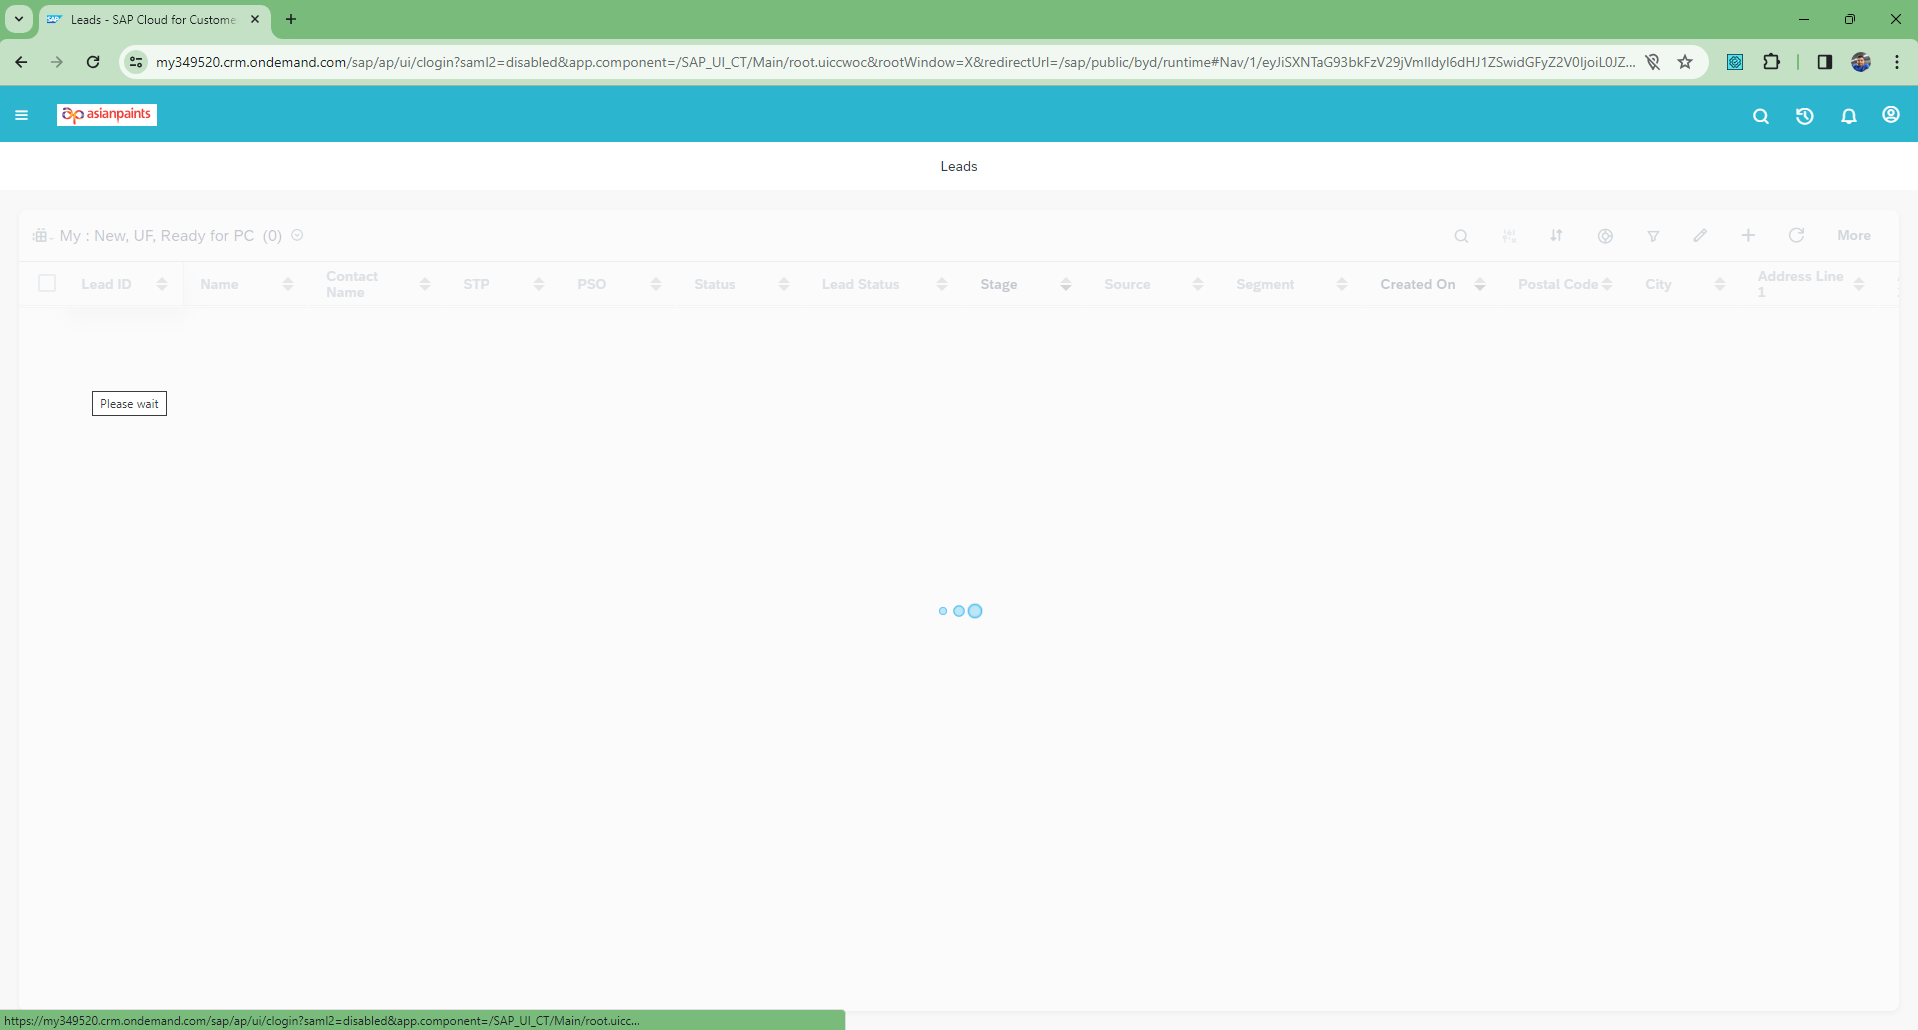 Leads - SAP Cloud for Custome
my349520.crm.ondemand.com/sap/ap/ui/clogin?saml2=disabled&app.component=/SAP_UI_CT/Main/root.uiccwoc&rootWindow=X&redirectUrl=/sap/public/byd/runtime#Nav/1/eyJiSXNTaG93bkFzV29jVmlldyI6dHJ1ZSwidGFyZ2V0IjoiL0JZ...
asianpaints
Leads
My : New, UF, Ready for PC (0)
More
Lead ID
Name
Contact Name
STP
PSO
Status
Lead Status
Stage
Source
Segment
Created On
Postal Code
City
Address Line 1
Please wait
https://my349520.crm.ondemand.com/sap/ap/ui/clogin?saml2=disabled&app.component=/SAP_UI_CT/Main/root.uicc...